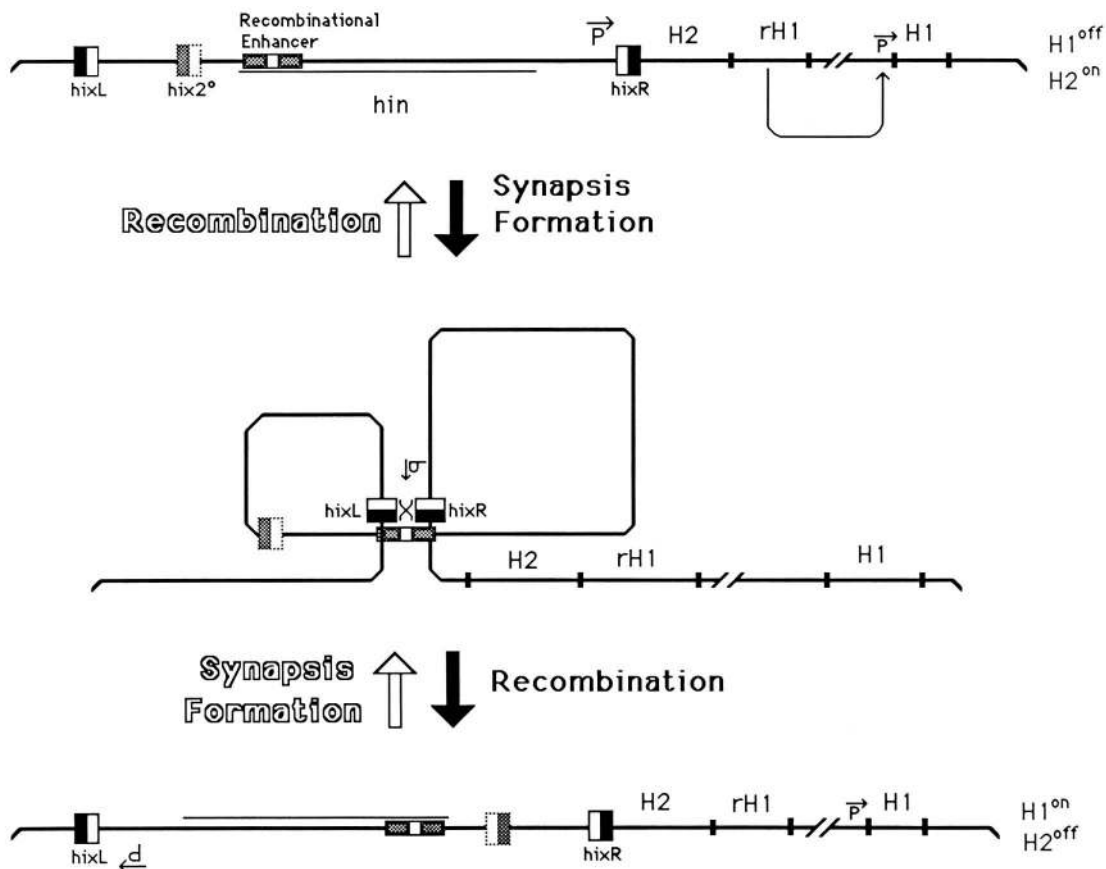 Recombinational
Enhancer
P
H2
rH1
P
H1
H1off
H2on
hixL
hix2°
hin
hixR
Recombination
Synapsis
Formation
P
hixL
hixR
H2
rH1
H1
Synapsis
Formation
Recombination
H2
rH1
P
H1
H1on
H2off
hixL
P
hixR